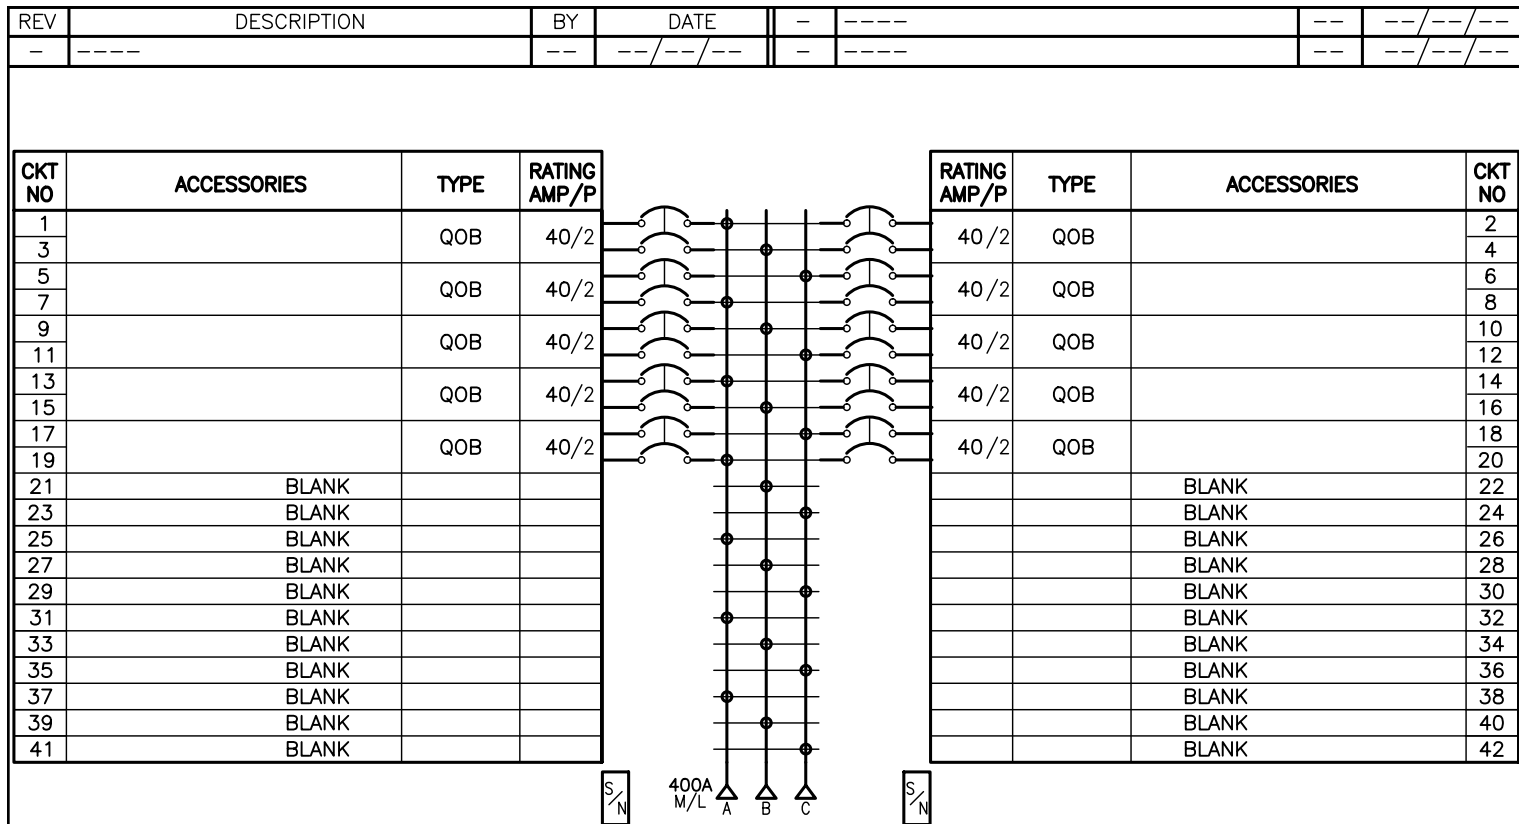 REV DESCRIPTION BY DATE - ---- -- --/--/--
- ---- -- --/--/-- - ---- -- --/--/--
CKT NO ACCESSORIES TYPE RATING AMP/P RATING AMP/P TYPE ACCESSORIES CKT NO
1 2
QOB 40/2 40/2 QOB
3 4
5 6
QOB 40/2 40/2 QOB
7 8
9 10
QOB 40/2 40/2 QOB
11 12
13 14
QOB 40/2 40/2 QOB
15 16
17 18
QOB 40/2 40/2 QOB
19 20
21 BLANK BLANK 22
23 BLANK BLANK 24
25 BLANK BLANK 26
27 BLANK BLANK 28
29 BLANK BLANK 30
31 BLANK BLANK 32
33 BLANK BLANK 34
35 BLANK BLANK 36
37 BLANK BLANK 38
39 BLANK BLANK 40
41 BLANK BLANK 42
S/N 400A M/L A B C S/N